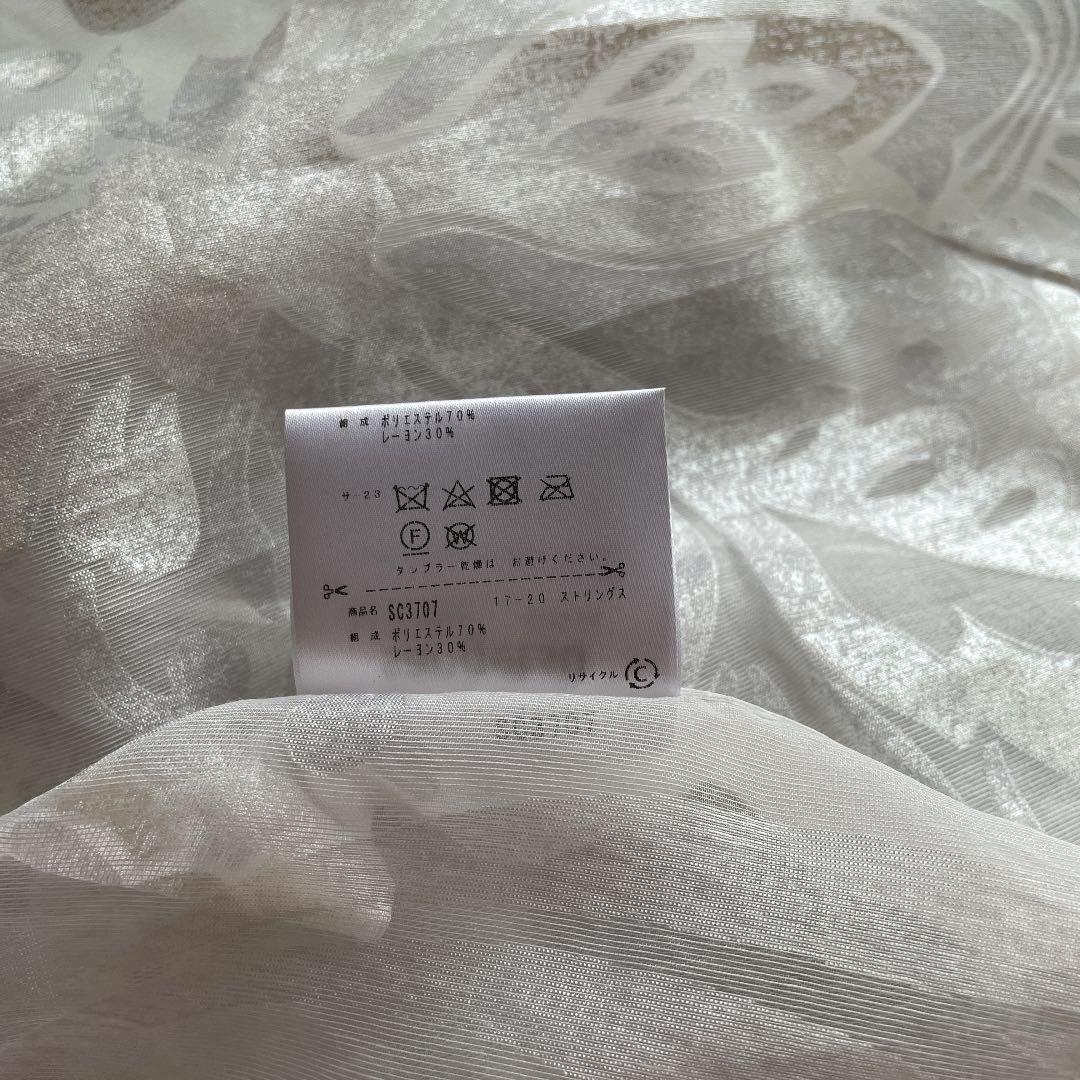 組成 ポリエステル70%
レーヨン30%
サ-23
F
W
タンブラー乾燥は お避けください。
17-20 ストリングス
商品名 SC3707
組成 ポリエステル70%
レーヨン30%
リサイクル C